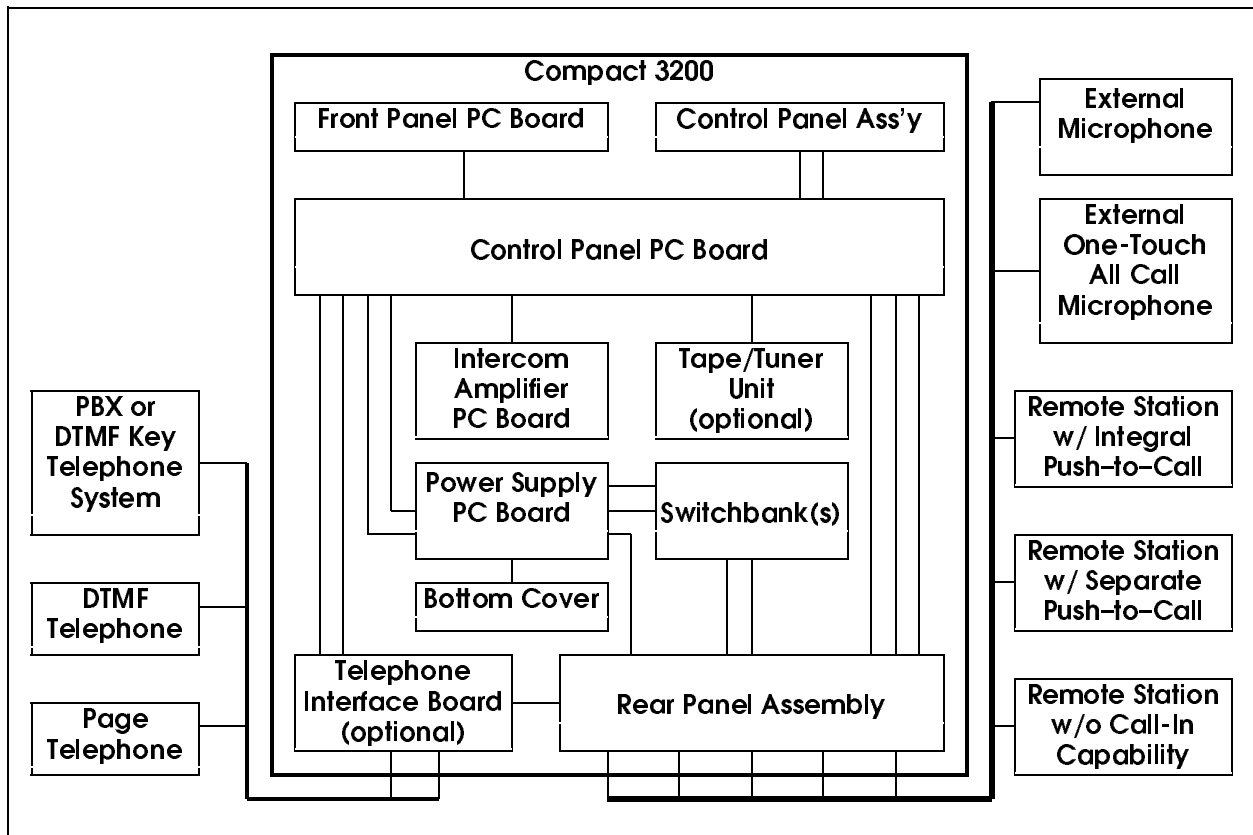 Compact 3200
Front Panel PC Board
Control Panel Ass'y
Control Panel PC Board
Intercom
Amplifier
PC Board
Tape/Tuner
Unit
(optional)
Power Supply
PC Board
Switchbank(s)
Bottom Cover
Telephone
Interface Board
(optional)
Rear Panel Assembly
PBX or
DTMF Key
Telephone
System
DTMF
Telephone
Page
Telephone
External
Microphone
External
One-Touch
All Call
Microphone
Remote Station
w/ Integral
Push–to–Call
Remote Station
w/ Separate
Push–to–Call
Remote Station
w/o Call-In
Capability